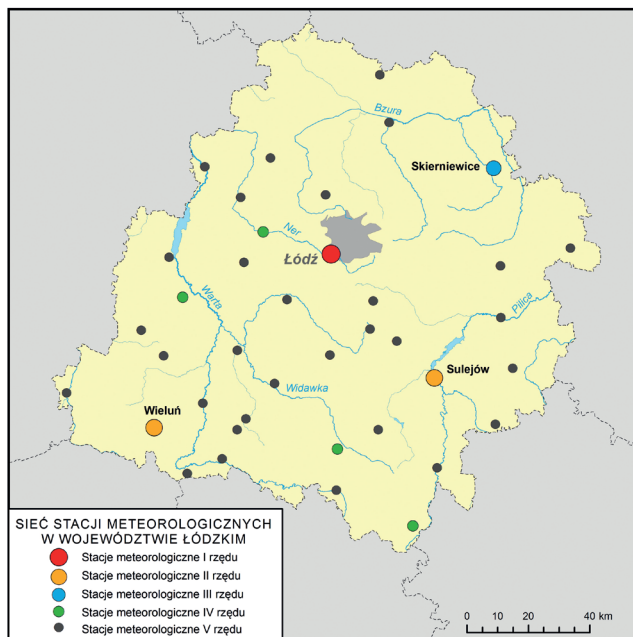 Bzura
Skierniewice
Ner
Łódź
Warta
Pilica
Sulejów
Widawka
Wieluń
SIEĆ STACJI METEOROLOGICZNYCH
W WOJEWÓDZTWIE ŁÓDZKIM
Stacje meteorologiczne I rzędu
Stacje meteorologiczne II rzędu
Stacje meteorologiczne III rzędu
Stacje meteorologiczne IV rzędu
Stacje meteorologiczne V rzędu
0 10 20 40 km